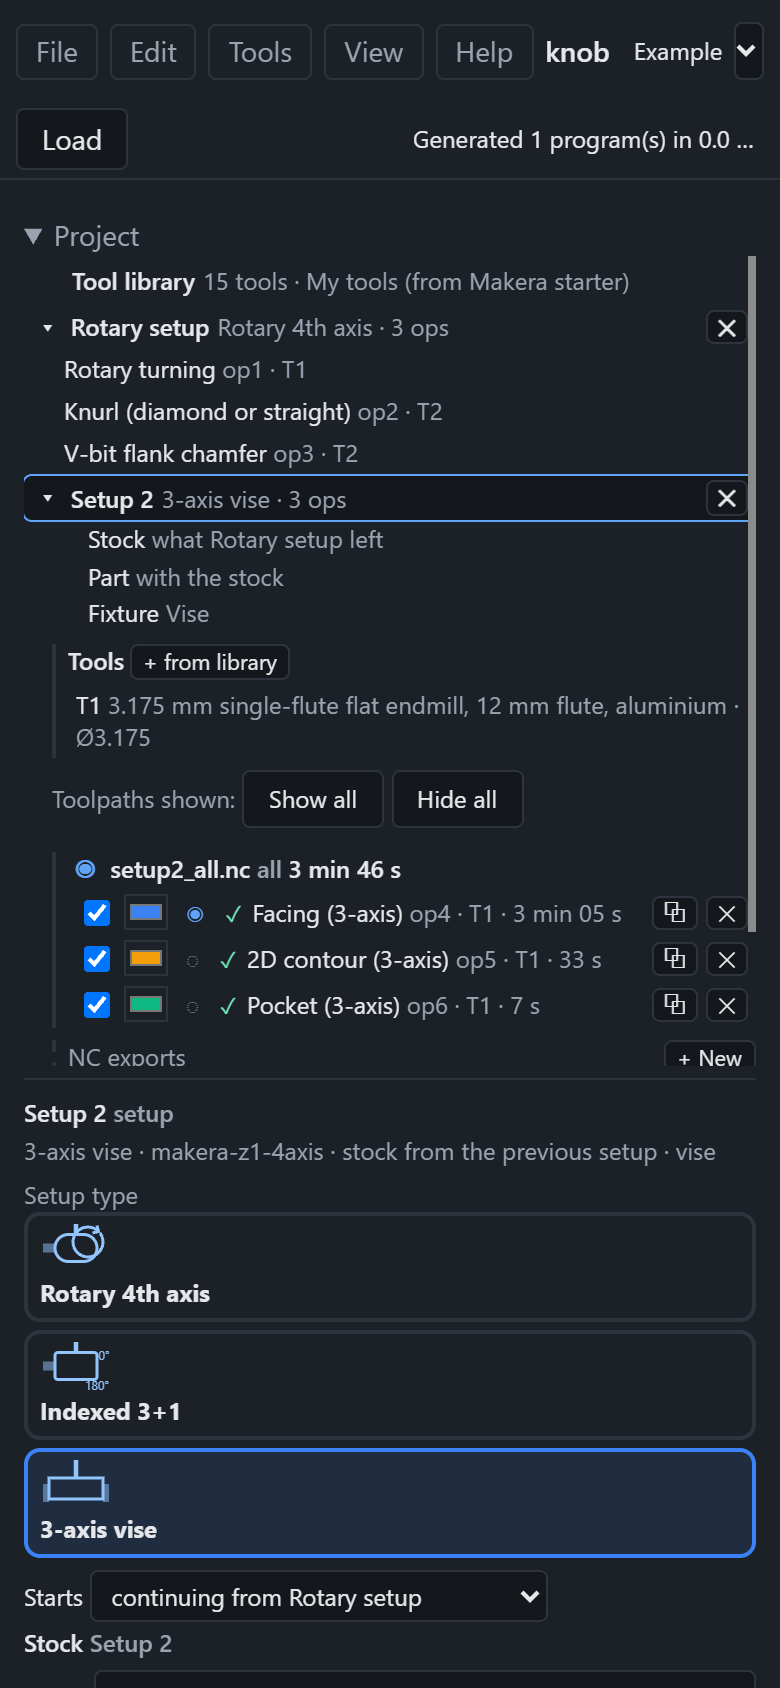 File Edit Tools View Help knob Example
Load Generated 1 program(s) in 0.0 ...
▼ Project
Tool library 15 tools · My tools (from Makera starter)
▾ Rotary setup Rotary 4th axis · 3 ops ✕
Rotary turning op1 · T1
Knurl (diamond or straight) op2 · T2
V-bit flank chamfer op3 · T2
▾ Setup 2 3-axis vise · 3 ops ✕
Stock what Rotary setup left
Part with the stock
Fixture Vise
Tools + from library
T1 3.175 mm single-flute flat endmill, 12 mm flute, aluminium ·
Ø3.175
Toolpaths shown: Show all Hide all
setup2_all.nc all 3 min 46 s
✓ Facing (3-axis) op4 · T1 · 3 min 05 s ✕
✓ 2D contour (3-axis) op5 · T1 · 33 s ✕
✓ Pocket (3-axis) op6 · T1 · 7 s ✕
NC exports + New
Setup 2 setup
3-axis vise · makera-z1-4axis · stock from the previous setup · vise
Setup type
Rotary 4th axis
0°
180°
Indexed 3+1
3-axis vise
Starts continuing from Rotary setup
Stock Setup 2